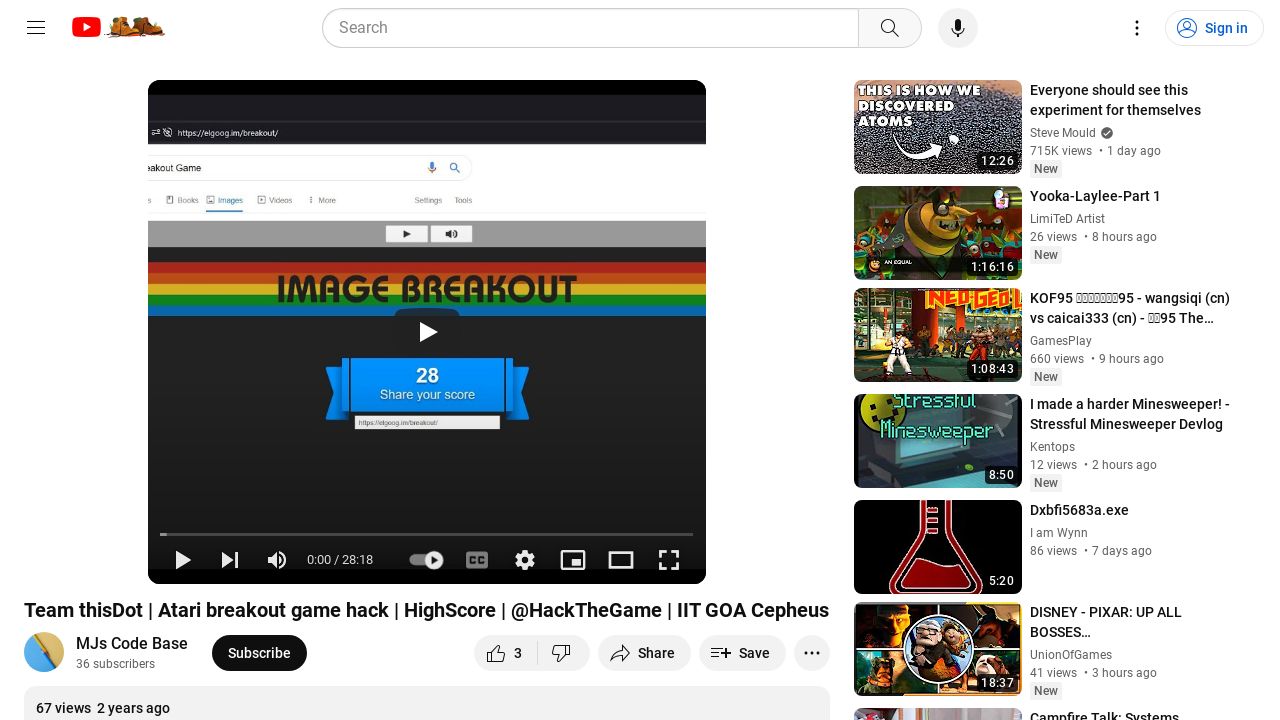 Search
Sign in
https://elgoog.im/breakout/
eakout Game
s
Books
Images
Videos
More
Settings
Tools
IMAGE BREAKOUT
28
Share your score
https://elgoog.im/breakout/
0:00 / 28:18
CC
Team thisDot | Atari breakout game hack | HighScore | @HackTheGame | IIT GOA Cepheus
MJs Code Base
36 subscribers
Subscribe
3
Share
Save
67 views 2 years ago
THIS IS HOW WE
DISCOVERED
ATOMS
12:26
Everyone should see this
experiment for themselves
Steve Mould
715K views • 1 day ago
New
AN EQUAL
1:16:16
Yooka-Laylee-Part 1
LimiTeD Artist
26 views • 8 hours ago
New
NEO-GEO L
1:08:43
KOF95 95 - wangsiqi (cn)
vs caicai333 (cn) - 95 The…
GamesPlay
660 views • 9 hours ago
New
Stressful
Minesweeper
8:50
I made a harder Minesweeper! -
Stressful Minesweeper Devlog
Kentops
12 views • 2 hours ago
New
5:20
Dxbfi5683a.exe
I am Wynn
86 views • 7 days ago
18:37
DISNEY - PIXAR: UP ALL
BOSSES…
UnionOfGames
41 views • 3 hours ago
New
Campfire Talk: Systems